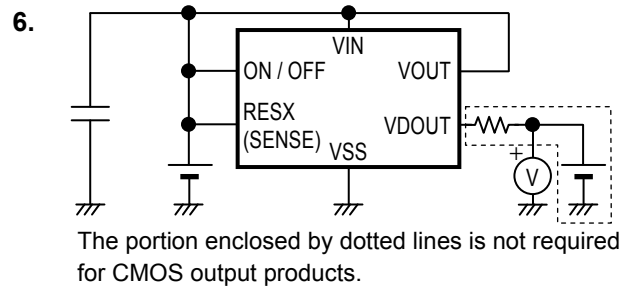 6.
VIN
ON / OFF
VOUT
RESX
(SENSE)
VDOUT
VSS
+
V
The portion enclosed by dotted lines is not required
for CMOS output products.